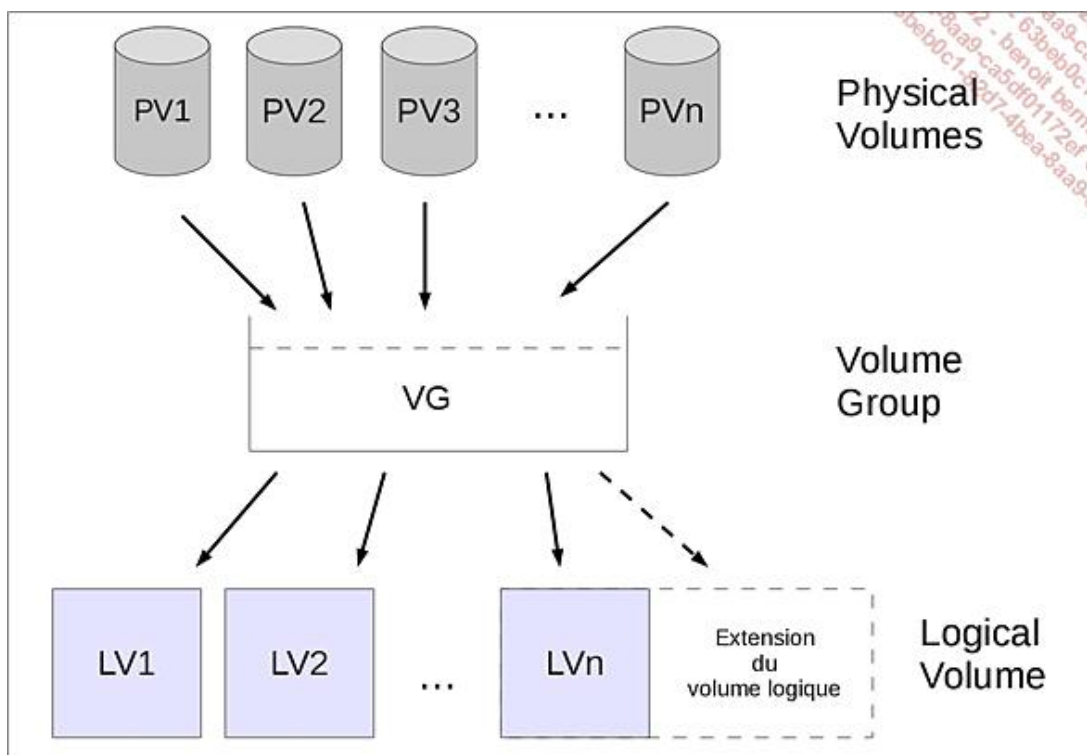 PV1 PV2 PV3 ... PVn
Physical
Volumes
VG
Volume
Group
LV1 LV2 ... LVn
Extension
du
volume logique
Logical
Volume